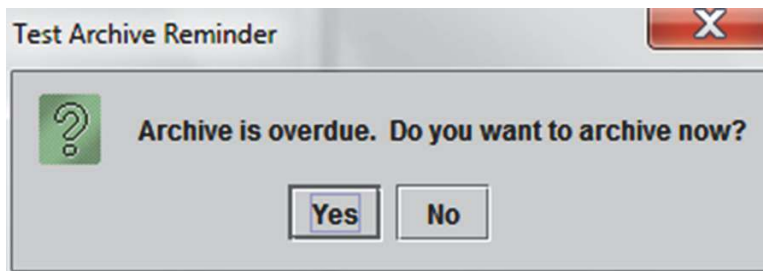 Test Archive Reminder
Archive is overdue. Do you want to archive now?
Yes No